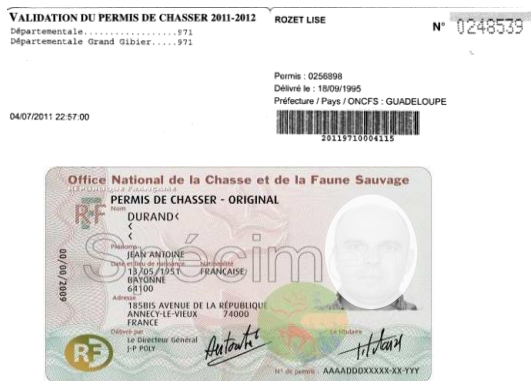 VALIDATION DU PERMIS DE CHASSER 2011-2012
Départementale.................971
Départementale Grand Gibier.....971
ROZET LISE
N° 0248539
Permis : 0256898
Délivré le : 18/09/1995
Préfecture / Pays / ONCFS : GUADELOUPE
04/07/2011 22:57:00
20119710004115
Office National de la Chasse et de la Faune Sauvage
RÉPUBLIQUE FRANÇAISE
RF
PERMIS DE CHASSER - ORIGINAL
Nom
DURAND<
<
<
Prénoms
JEAN ANTOINE
Date et lieu de naissance Nationalité
13/05/1951 FRANCAISE
BAYONNE
64100
Spécim
00/00/2009
Adresse
185BIS AVENUE DE LA RÉPUBLIQUE
ANNECY-LE-VIEUX 74000
FRANCE
Délivré par
Le Directeur Général
J-P POLY
Le titulaire
RF
N° de permis : AAAADDDXXXXX-XX-YYY